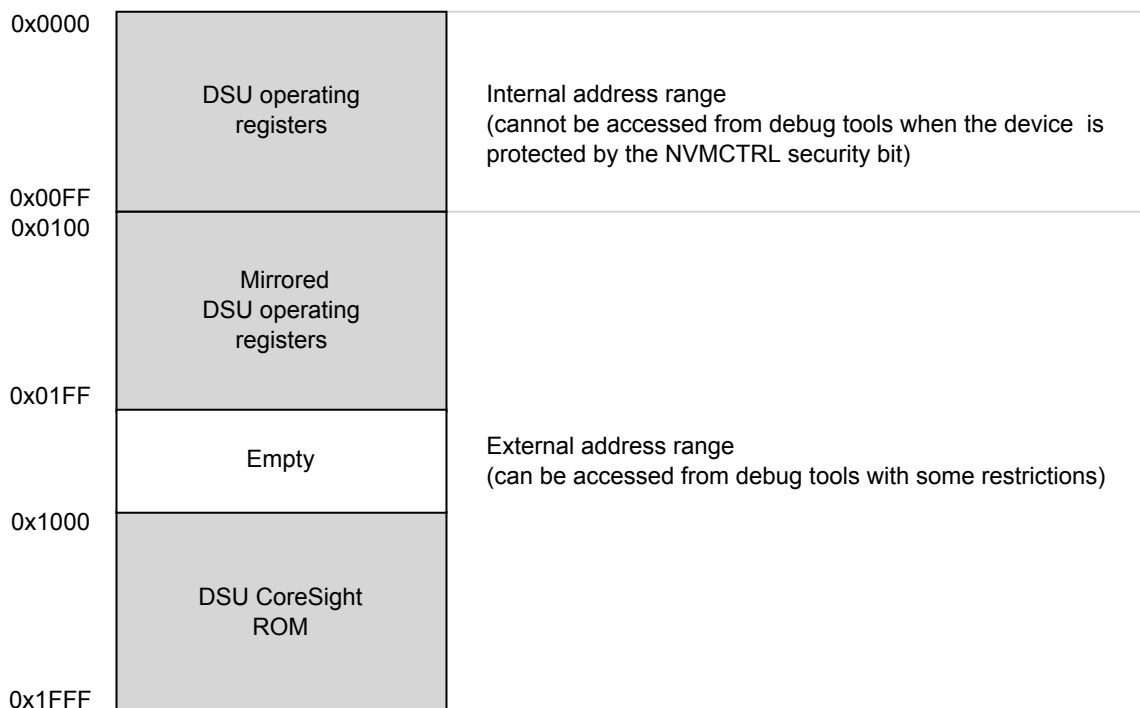 0x0000
DSU operating
registers
Internal address range
(cannot be accessed from debug tools when the device is
protected by the NVMCTRL security bit)
0x00FF
0x0100
Mirrored
DSU operating
registers
0x01FF
Empty
External address range
(can be accessed from debug tools with some restrictions)
0x1000
DSU CoreSight
ROM
0x1FFF